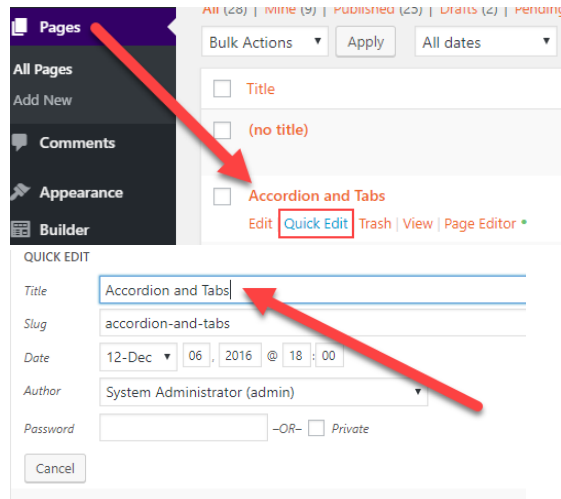 Pages
All (28) | Mine (9) | Published (25) | Drafts (2) | Pending
Bulk Actions Apply All dates
All Pages
Add New
Title
Comments
(no title)
Appearance
Accordion and Tabs
Edit Quick Edit Trash | View | Page Editor
Builder
QUICK EDIT
Title Accordion and Tabs
Slug accordion-and-tabs
Date 12-Dec 06 , 2016 @ 18 : 00
Author System Administrator (admin)
Password –OR– Private
Cancel